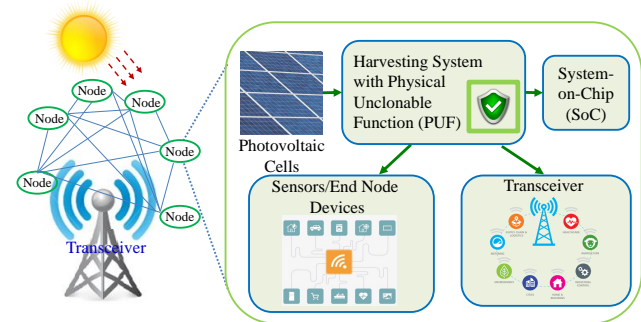 Node
Node
Node
Node
Node
Node
Transceiver
Photovoltaic
Cells
Harvesting System
with Physical
Unclonable
Function (PUF)
System-
on-Chip
(SoC)
Sensors/End Node
Devices
Transceiver